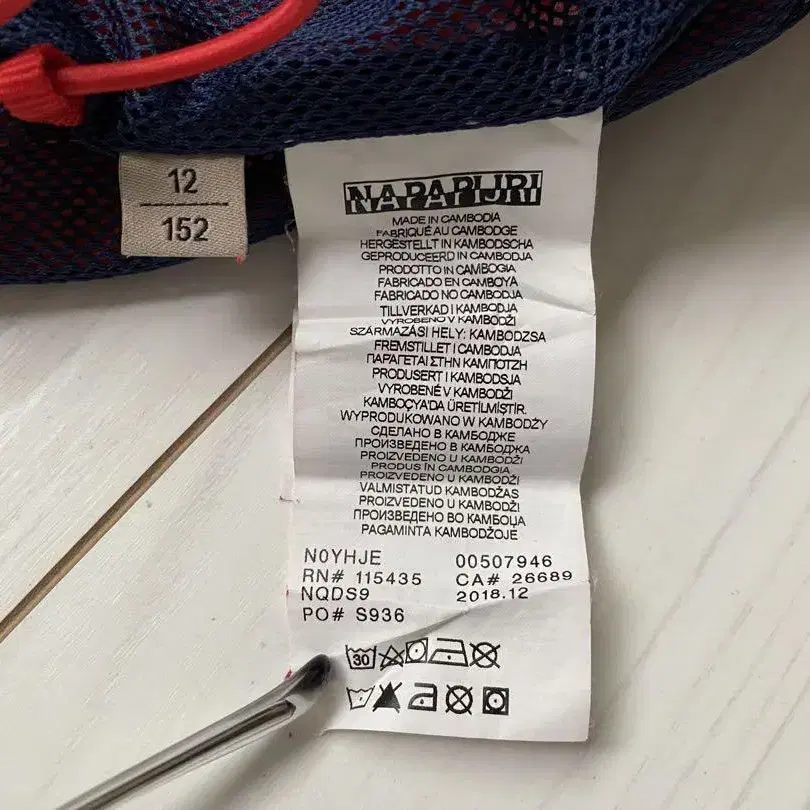 12
152
NAPAPIJRI
MADE IN CAMBODIA
FABRIQUÉ AU CAMBODGE
HERGESTELLT IN KAMBODSCHA
GEPRODUCEERD IN CAMBODJA
PRODOTTO IN CAMBOGIA
FABRICADO EN CAMBOYA
FABRICADO NO CAMBODJA
TILLVERKAD I KAMBODJA
VYROBENO V KAMBODŽI
SZÁRMAZÁSI HELY: KAMBODZSA
FREMSTILLET I CAMBODJA
ΠΑΡΑΓΕΤΑΙ ΣΤΗΝ ΚΑΜΠΟΤΖΗ
PRODUSERT I KAMBODSJA
VYROBENÉ V KAMBODŽI
KAMBOÇYA'DA ÜRETİLMİŞTİR.
WYPRODUKOWANO W KAMBODŻY
СДЕЛАНО В КАМБОДЖЕ
ПРОИЗВЕДЕНО В КАМБОДЖА
PROIZVEDENO U KAMBODŽI
PRODUS ÎN CAMBODGIA
PROIZVEDENO U KAMBODŽI
VALMISTATUD KAMBODŽAS
PROIZVEDENO U KAMBODŽI
ПРОИЗВЕДЕНО ВО КАМБОЏА
PAGAMINTA KAMBODŽOJE
N0YHJE 00507946
RN# 115435 CA# 26689
NQDS9 2018.12
PO# S936
30